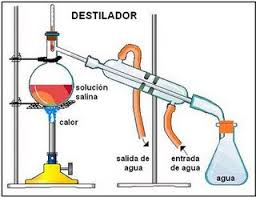 DESTILADOR
solución
salina
calor
salida de
agua
entrada
de agua
agua